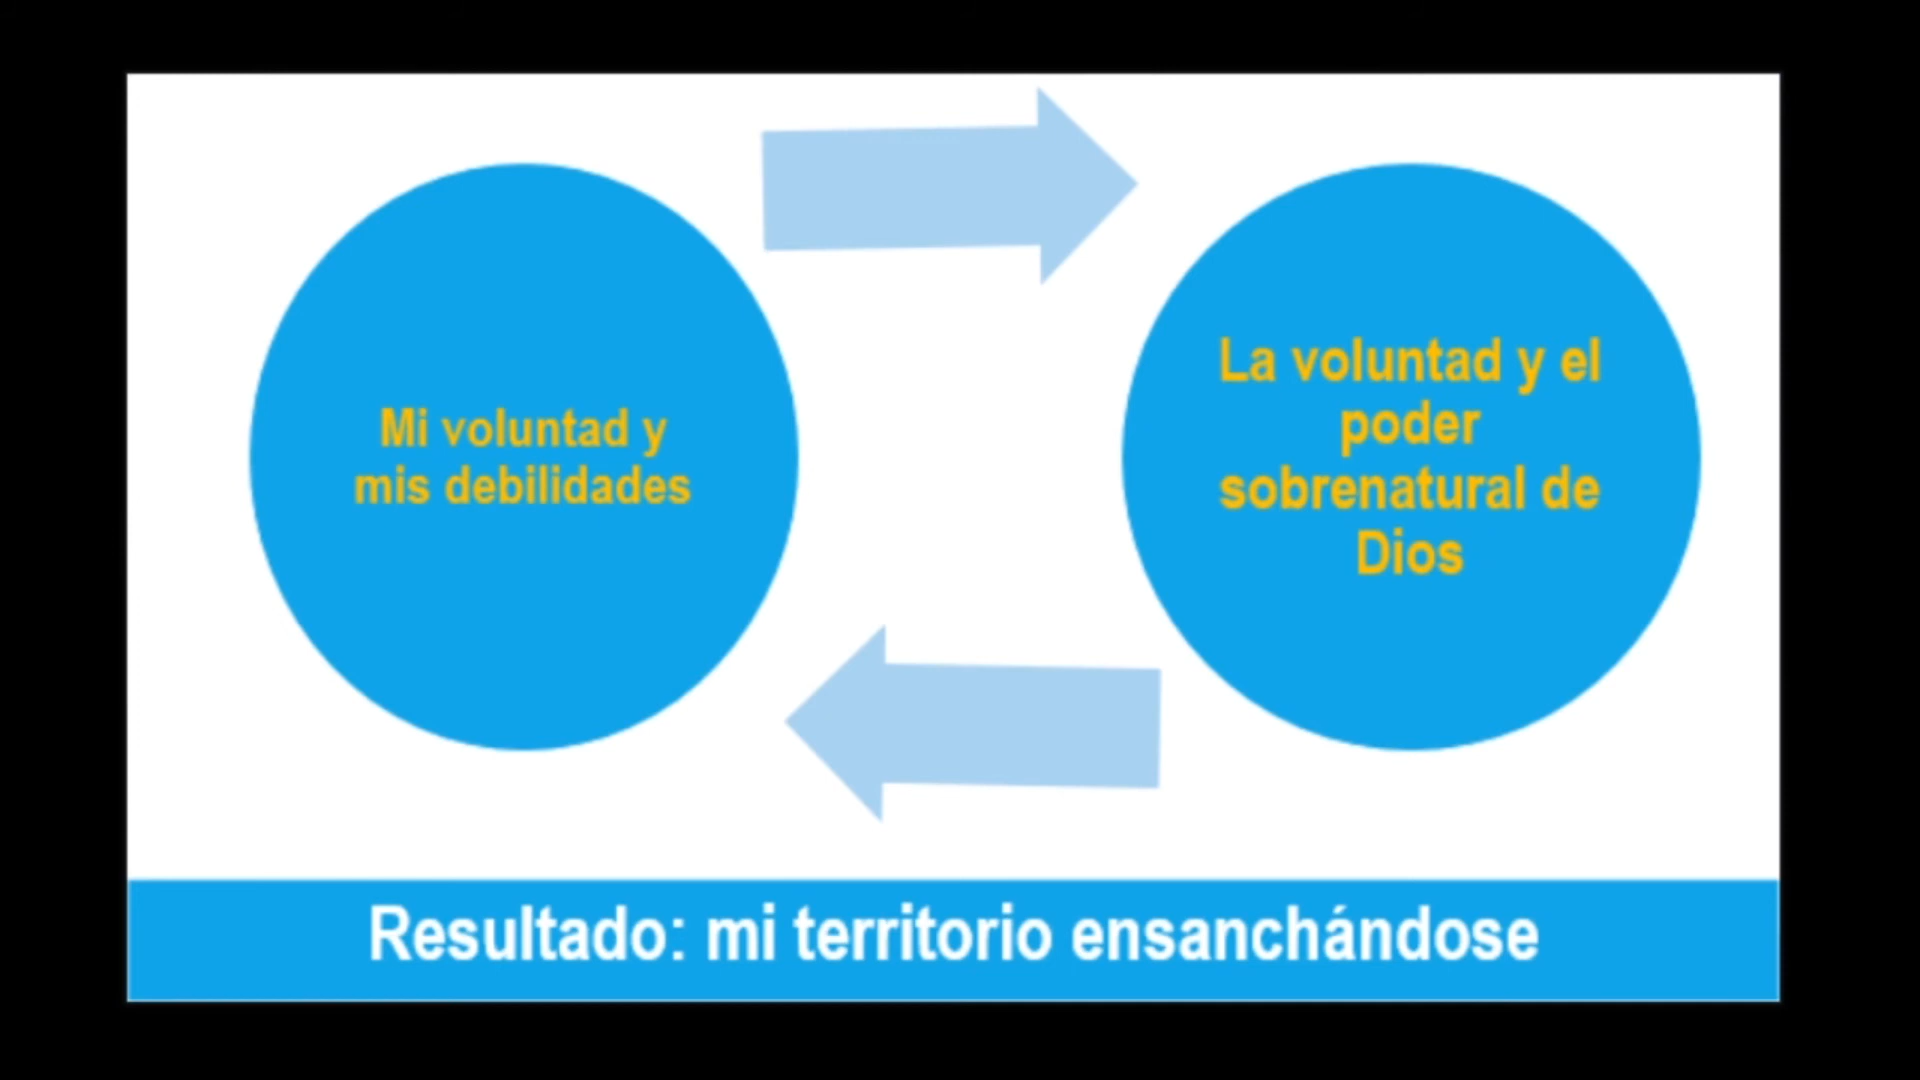 Mi voluntad y
mis debilidades
La voluntad y el
poder
sobrenatural de
Dios
Resultado: mi territorio ensanchándose